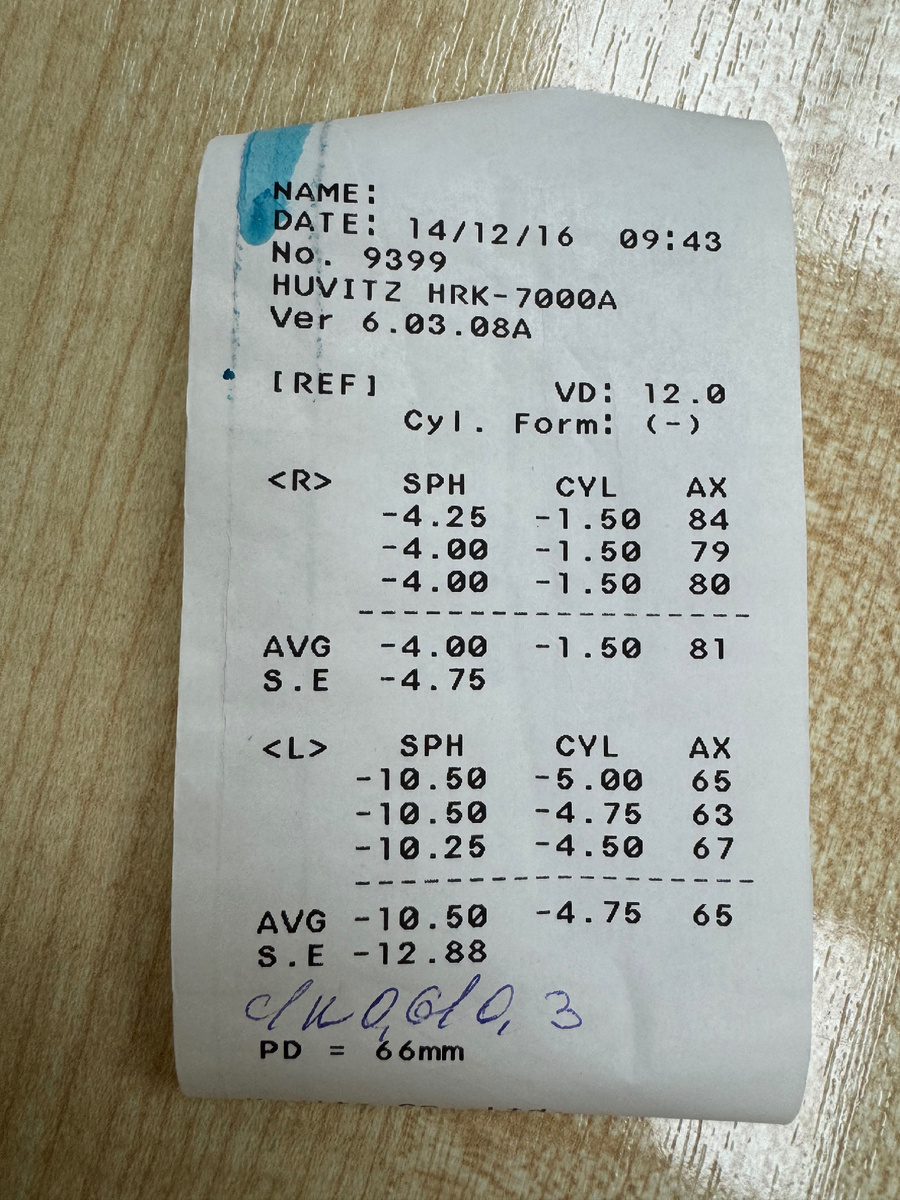 NAME:
DATE: 14/12/16 09:43
No. 9399
HUVITZ HRK-7000A
Ver 6.03.08A
[REF] VD: 12.0
Cyl. Form: (-)
<R> SPH CYL AX
-4.25 -1.50 84
-4.00 -1.50 79
-4.00 -1.50 80
AVG -4.00 -1.50 81
S.E -4.75
<L> SPH CYL AX
-10.50 -5.00 65
-10.50 -4.75 63
-10.25 -4.50 67
AVG -10.50 -4.75 65
S.E -12.88
PD = 66mm